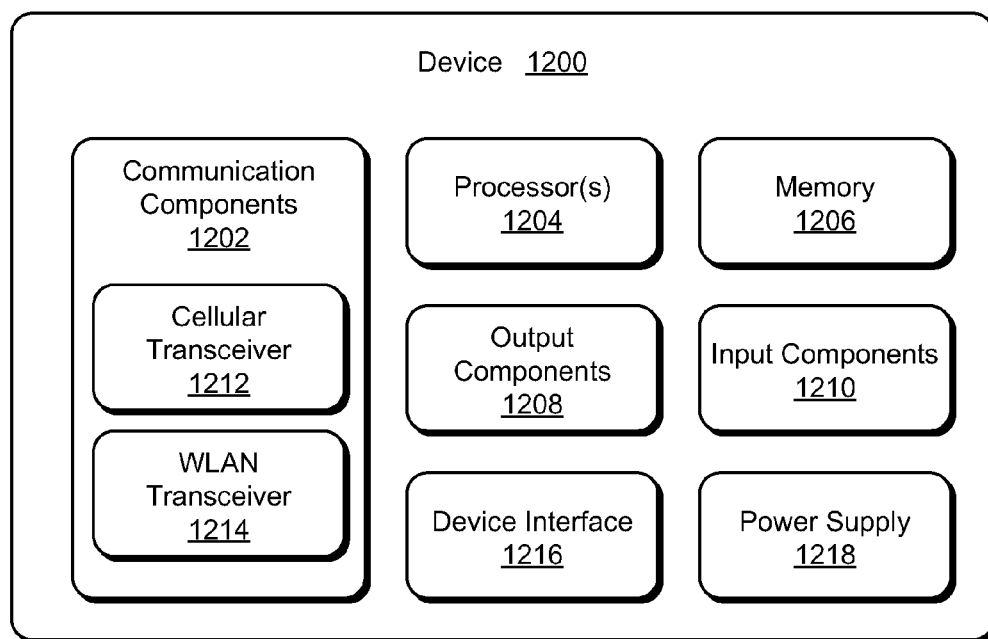 Device 1200
Communication
Components
1202
Cellular
Transceiver
1212
WLAN
Transceiver
1214
Processor(s)
1204
Memory
1206
Output
Components
1208
Input Components
1210
Device Interface
1216
Power Supply
1218